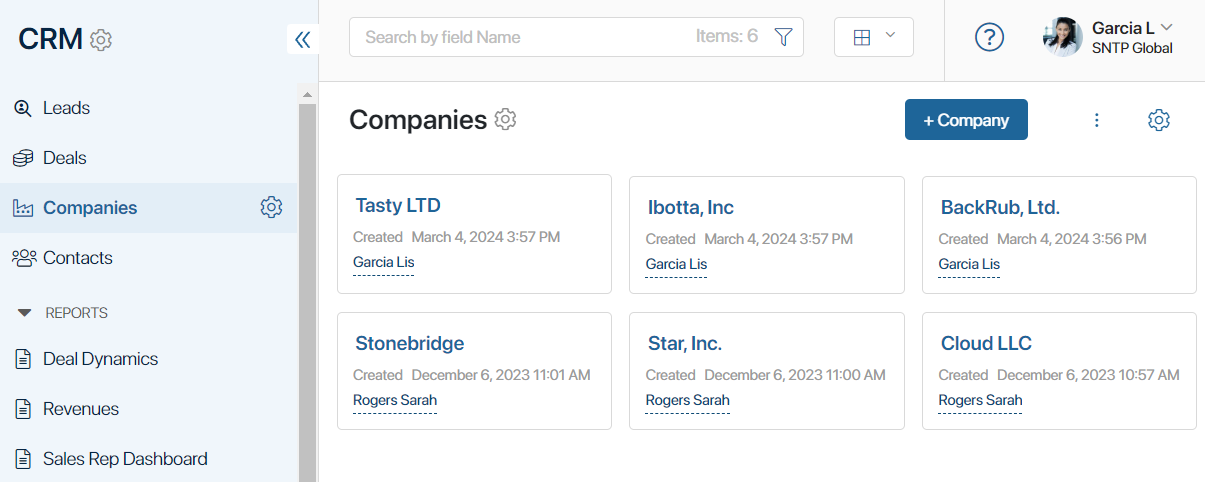 CRM
Search by field Name
Items: 6
?
Garcia L
SNTP Global
Leads
Deals
Companies
Contacts
REPORTS
Deal Dynamics
Revenues
Sales Rep Dashboard
Companies
+ Company
Tasty LTD
Created March 4, 2024 3:57 PM
Garcia Lis
Ibotta, Inc
Created March 4, 2024 3:57 PM
Garcia Lis
BackRub, Ltd.
Created March 4, 2024 3:56 PM
Garcia Lis
Stonebridge
Created December 6, 2023 11:01 AM
Rogers Sarah
Star, Inc.
Created December 6, 2023 11:00 AM
Rogers Sarah
Cloud LLC
Created December 6, 2023 10:57 AM
Rogers Sarah